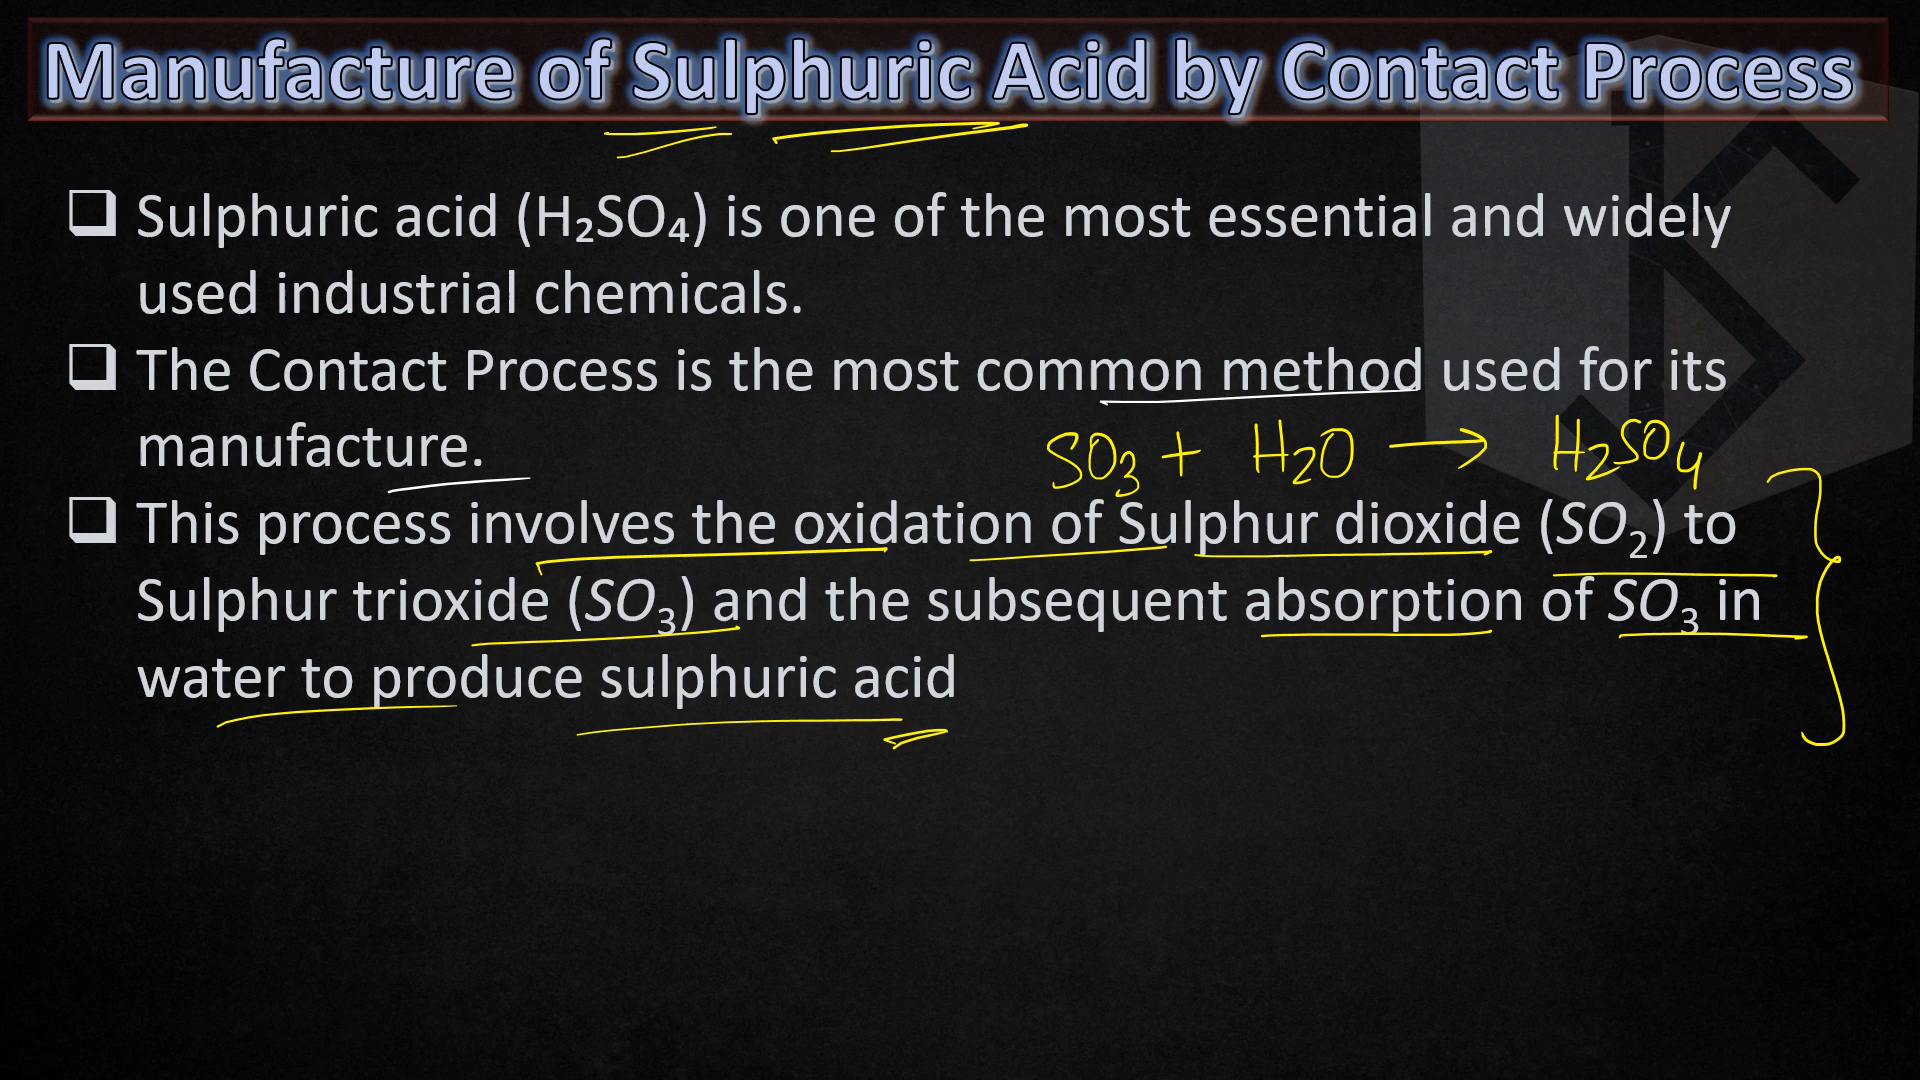 Manufacture of Sulphuric Acid by Contact Process
❑ Sulphuric acid (H₂SO₄) is one of the most essential and widely
used industrial chemicals.
❑ The Contact Process is the most common method used for its
manufacture.
SO₃ + H₂O → H₂SO₄
❑ This process involves the oxidation of Sulphur dioxide (SO₂) to
Sulphur trioxide (SO₃) and the subsequent absorption of SO₃ in
water to produce sulphuric acid